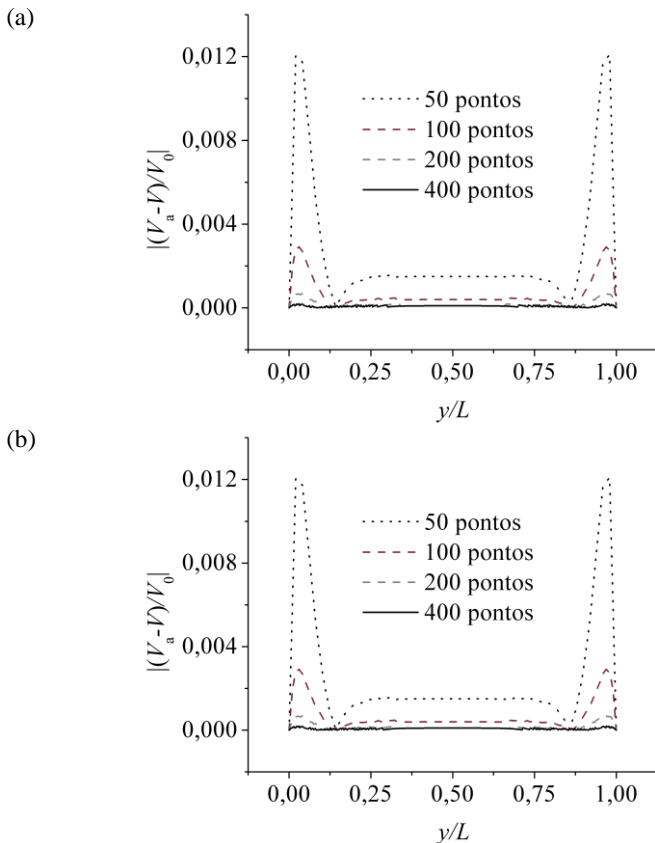 (a)
0,012
0,008
0,004
0,000
|(Va-V)/V0|
50 pontos
100 pontos
200 pontos
400 pontos
0,00 0,25 0,50 0,75 1,00
y/L
(b)
0,012
0,008
0,004
0,000
|(Va-V)/V0|
50 pontos
100 pontos
200 pontos
400 pontos
0,00 0,25 0,50 0,75 1,00
y/L